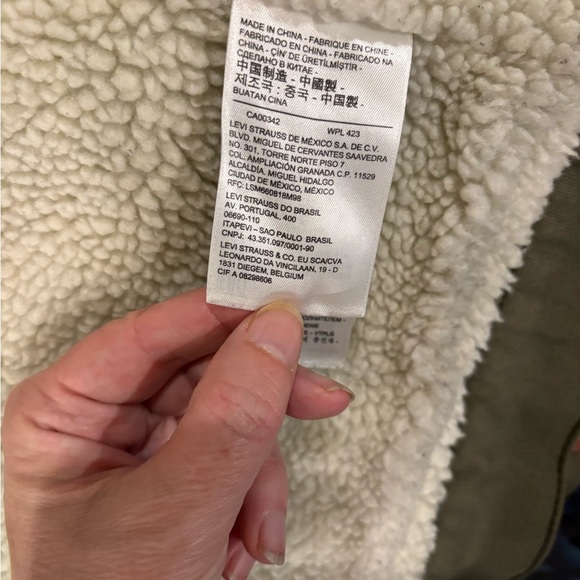 MADE IN CHINA - FABRIQUE EN CHINE -
FABRICADO EN CHINA - FABRICADO NA
CHINA - ÇİN' DE ÜRETİLMİŞTİR -
СДЕЛАНО В КИТАЕ -
中国制造 - 中國製 -
제조국 : 중국 - 中国製 -
BUATAN CINA
CA00342 WPL 423
LEVI STRAUSS DE MÉXICO S.A. DE C.V.
BLVD. MIGUEL DE CERVANTES SAAVEDRA
NO. 301, TORRE NORTE PISO 7
COL. AMPLIACIÓN GRANADA C.P. 11529
ALCALDÍA. MIGUEL HIDALGO
CIUDAD DE MÉXICO, MÉXICO
RFC: LSM660818M98
LEVI STRAUSS DO BRASIL
AV. PORTUGAL, 400
06690-110
ITAPEVI – SAO PAULO BRASIL
CNPJ: 43.351.097/0001-90
LEVI STRAUSS & CO. EU SCA/CVA
LEONARDO DA VINCILAAN, 19 - D
1831 DIEGEM, BELGIUM
CIF A 08298606